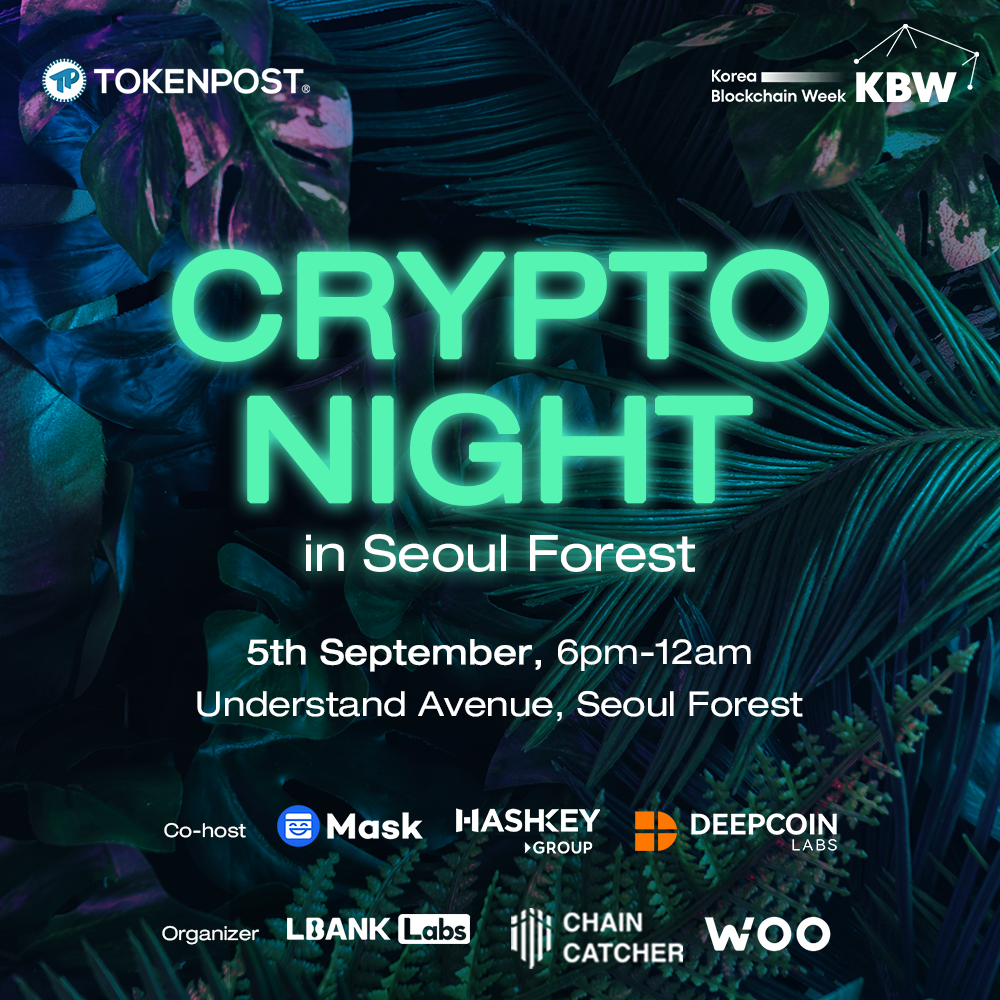 TP TOKENPOST®
Korea
Blockchain Week KBW
CRYPTO
NIGHT
in Seoul Forest
5th September, 6pm-12am
Understand Avenue, Seoul Forest
Co-host Mask HASHKEY GROUP DEEPCOIN LABS
Organizer LBANK Labs CHAIN CATCHER WOO